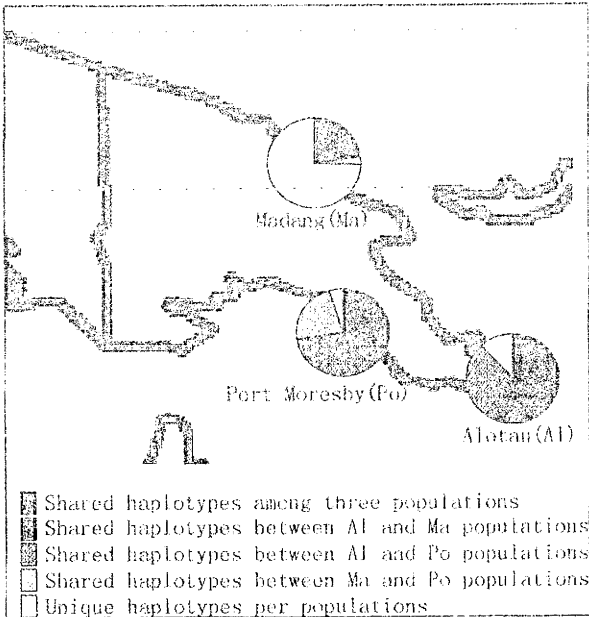 Madang(Ma)
Port Moresby(Po)
Alotau(Al)
Shared haplotypes among three populations
Shared haplotypes between Al and Ma populations
Shared haplotypes between Al and Po populations
Shared haplotypes between Ma and Po populations
Unique haplotypes per populations